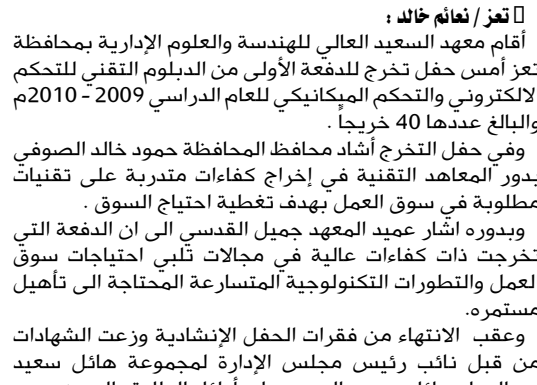 تعز / نعائم خالد :
أقام معهد السعيد العالي للهندسة والعلوم الإدارية بمحافظة
تعز أمس حفل تخرج للدفعة الأولى من الدبلوم التقني للتحكم
الالكتروني والتحكم الميكانيكي للعام الدراسي 2009 - 2010م
والبالغ عددها 40 خريجاً .
وفي حفل التخرج أشاد محافظ المحافظة حمود خالد الصوفي
بدور المعاهد التقنية في إخراج كفاءات متدربة على تقنيات
مطلوبة في سوق العمل بهدف تغطية احتياج السوق .
وبدوره اشار عميد المعهد جميل القدسي الى ان الدفعة التي
تخرجت ذات كفاءات عالية في مجالات تلبي احتياجات سوق
العمل والتطورات التكنولوجية المتسارعة المحتاجة الى تأهيل
مستمره.
وعقب الانتهاء من فقرات الحفل الإنشادية وزعت الشهادات
من قبل نائب رئيس مجلس الإدارة لمجموعة هائل سعيد